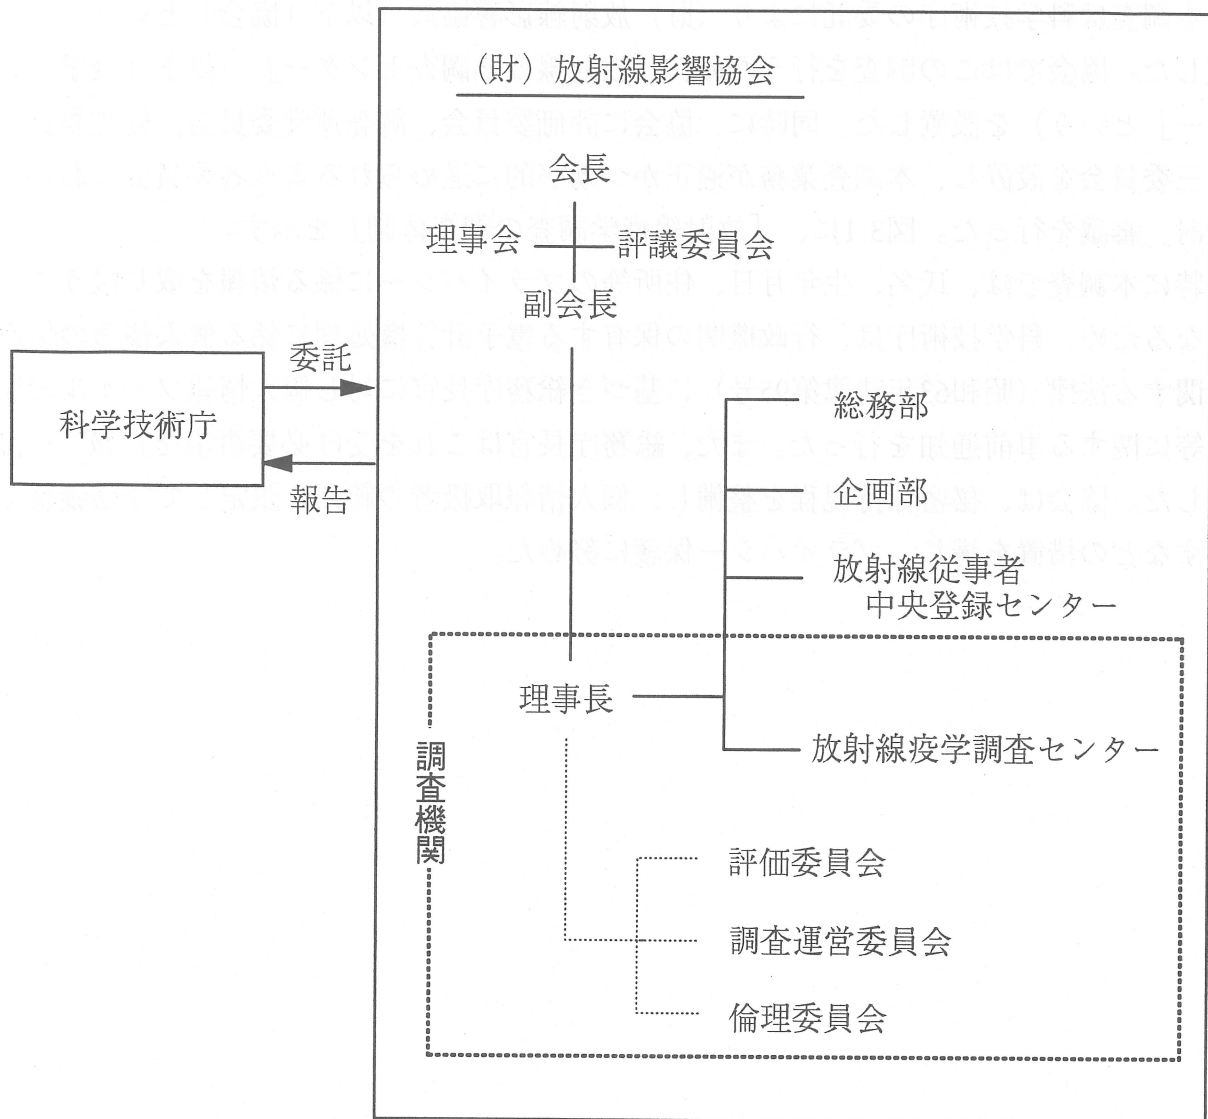 (財) 放射線影響協会
会長
理事会
評議委員会
副会長
委託
科学技術庁
報告
総務部
企画部
放射線従事者
中央登録センター
理事長
放射線疫学調査センター
調査機関
評価委員会
調査運営委員会
倫理委員会